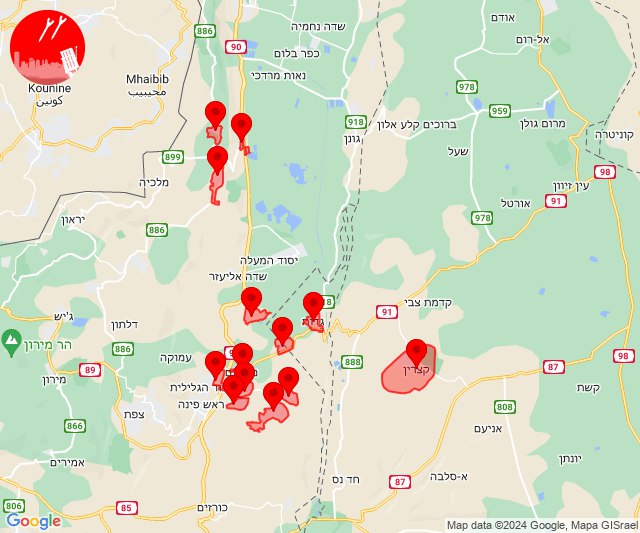 אודם
שדה נחמיה
886
אל-רום
90
כפר בלום
Mhaibib
محيبيب
נאות מרדכי
978
Kounine
كونين
959
מרום גולן
918
ברוכים קלע אלון
קוניטרה
גונן
899
שעל
98
מלכיה
עין זיוון
91
אורטל
978
יראון
886
יסוד המעלה
שדה אליעזר
918
קדמת צבי
91
ג'יש
דלתון
גדות
הר מירון
886
עמוקה
98
888
87
89
קצרין
מירון
קשת
ראש פינה
808
צפת
866
אניעם
אמירים
יונתן
א-סלבה
חד נס
87
806
85
כורזים
Google
Map data ©2024 Google, Mapa GISrael